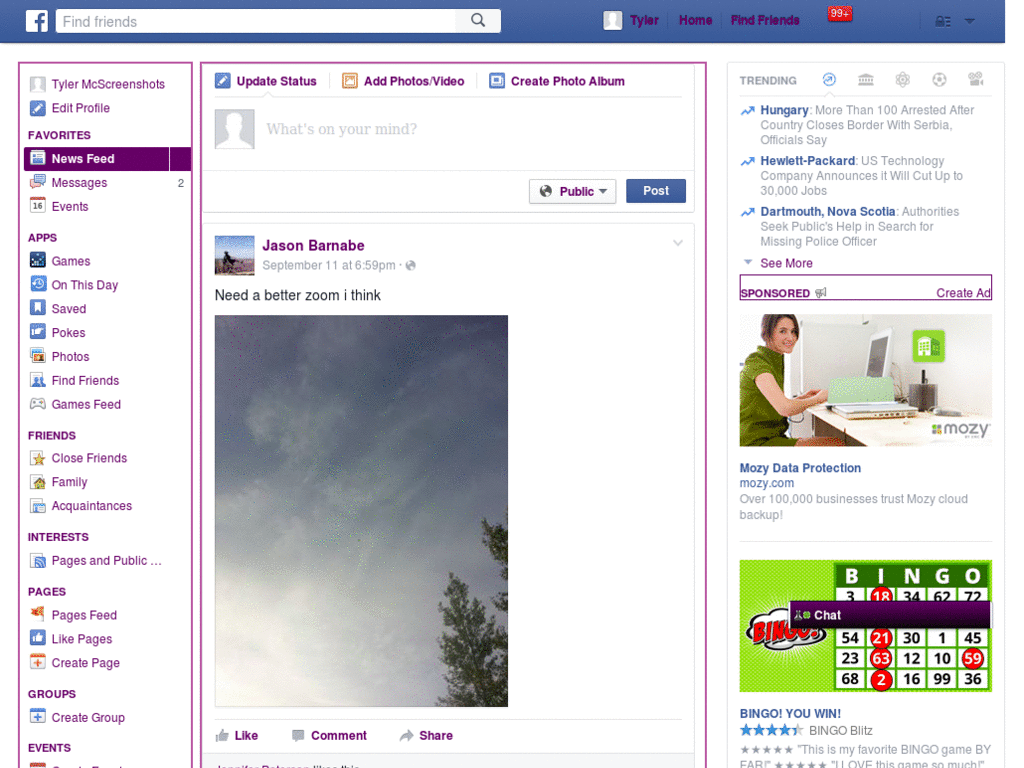 Find friends
Tyler
Home
Find Friends
99+
Tyler McScreenshots
Edit Profile
FAVORITES
News Feed
Messages 2
16 Events
APPS
Games
On This Day
Saved
Pokes
Photos
Find Friends
Games Feed
FRIENDS
Close Friends
Family
Acquaintances
INTERESTS
Pages and Public ...
PAGES
Pages Feed
Like Pages
Create Page
GROUPS
Create Group
EVENTS
Update Status
Add Photos/Video
Create Photo Album
What's on your mind?
Public
Post
Jason Barnabe
September 11 at 6:59pm ·
Need a better zoom i think
Like
Comment
Share
TRENDING
Hungary: More Than 100 Arrested After
Country Closes Border With Serbia,
Officials Say
Hewlett-Packard: US Technology
Company Announces it Will Cut Up to
30,000 Jobs
Dartmouth, Nova Scotia: Authorities
Seek Public's Help in Search for
Missing Police Officer
See More
SPONSORED
Create Ad
mozy
Mozy Data Protection
mozy.com
Over 100,000 businesses trust Mozy cloud
backup!
B I N G O
3 18 34 62 72
Chat
BINGO!
54 21 30 1 45
23 63 12 10 59
68 2 16 99 36
BINGO! YOU WIN!
BINGO Blitz
★★★★★ "This is my favorite BINGO game BY
FAR!" ★★★★★ "I LOVE this game so much!"